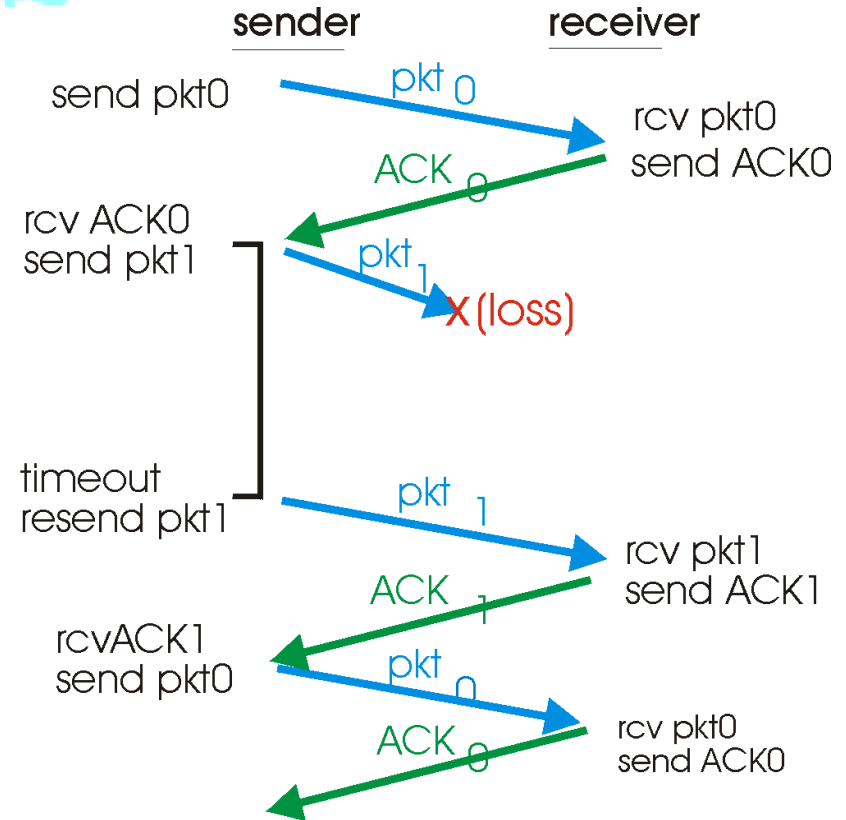 sender
receiver
send pkt0
pkt 0
rcv pkt0
send ACK0
ACK 0
rcv ACK0
send pkt1
pkt 1
X (loss)
timeout
resend pkt1
pkt 1
rcv pkt1
send ACK1
ACK 1
rcvACK1
send pkt0
pkt 0
rcv pkt0
send ACK0
ACK 0